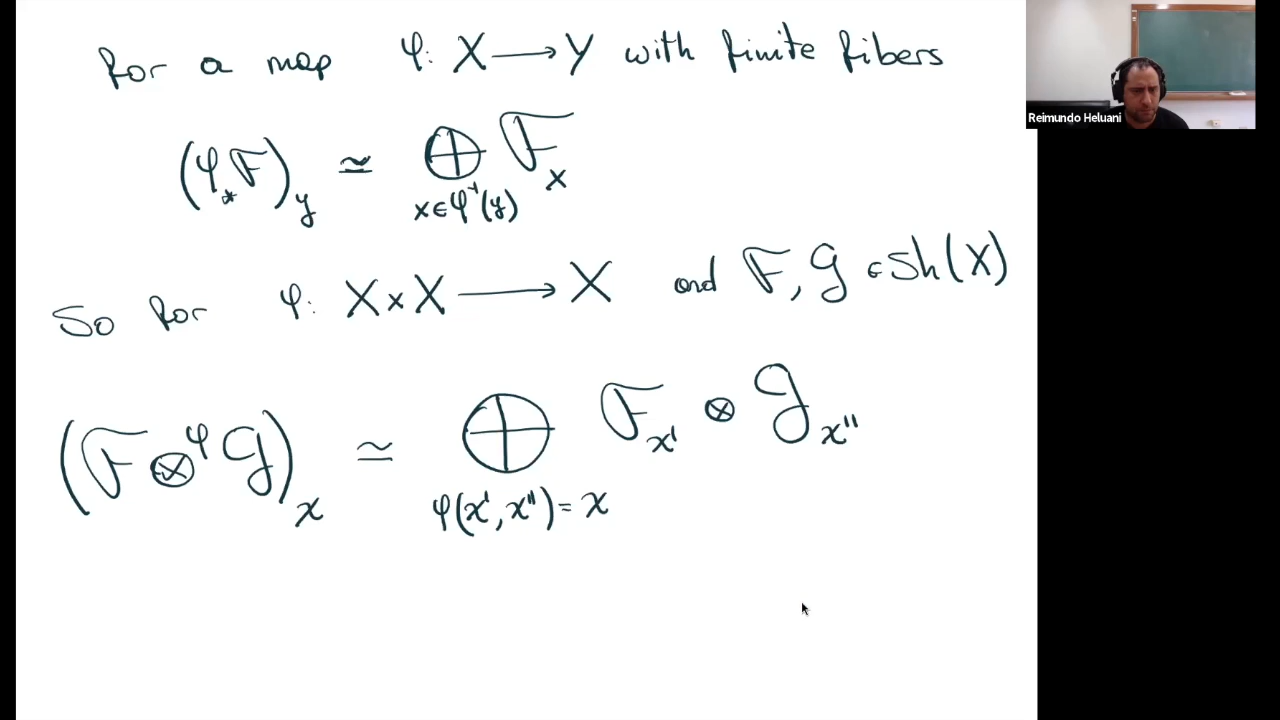 for a map φ: X ⟶ Y with finite fibers
(φ_* F)_y ≃ ⊕_{x∈φ⁻¹(y)} F_x
So for φ: X×X ⟶ X and F, G ∈ Sh(X)
(F ⊗^φ G)_x ≃ ⊕_{φ(x',x'')=x} F_{x'} ⊗ G_{x''}
Reimundo Heluani